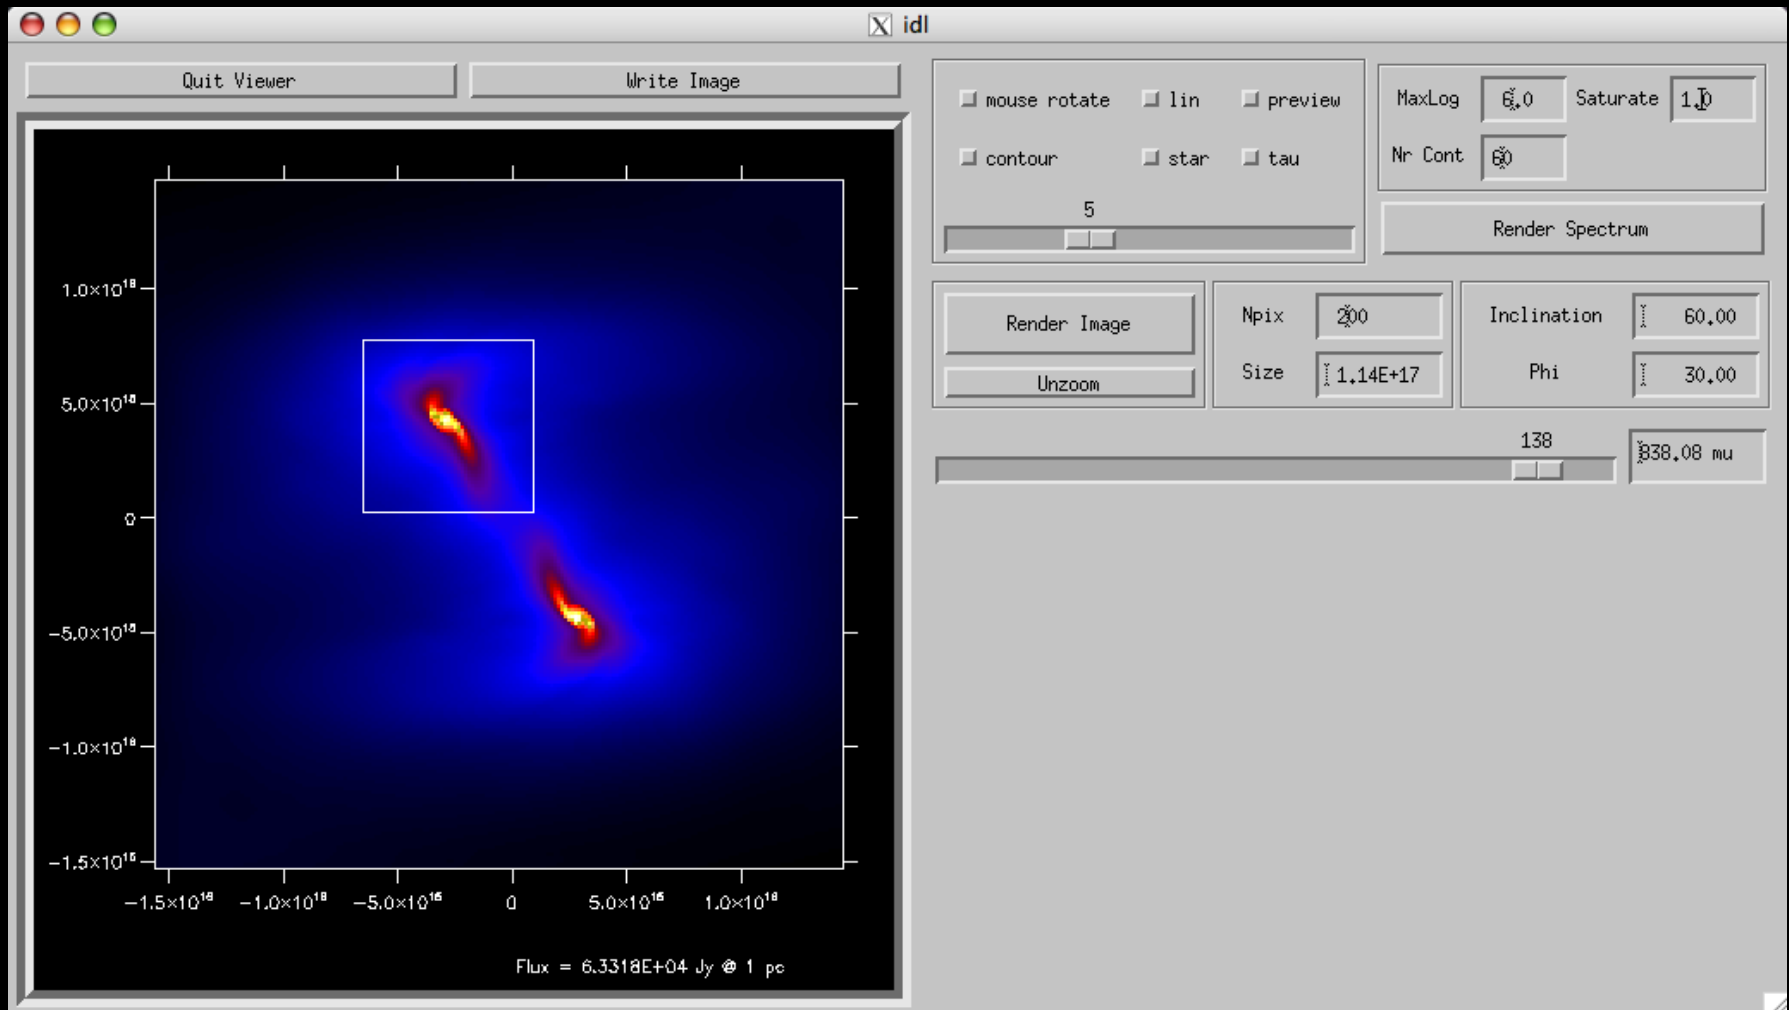 idl
Quit Viewer
Write Image
mouse rotate
lin
preview
contour
star
tau
5
MaxLog 6.0
Saturate 1.0
Nr Cont 60
Render Spectrum
Render Image
Unzoom
Npix 200
Size 1.14E+17
Inclination 60.00
Phi 30.00
138
838.08 mu
1.0×10¹⁶
5.0×10¹⁵
0
−5.0×10¹⁵
−1.0×10¹⁶
−1.5×10¹⁶
−1.5×10¹⁶ −1.0×10¹⁶ −5.0×10¹⁵ 0 5.0×10¹⁵ 1.0×10¹⁶
Flux = 6.3318E+04 Jy @ 1 pc